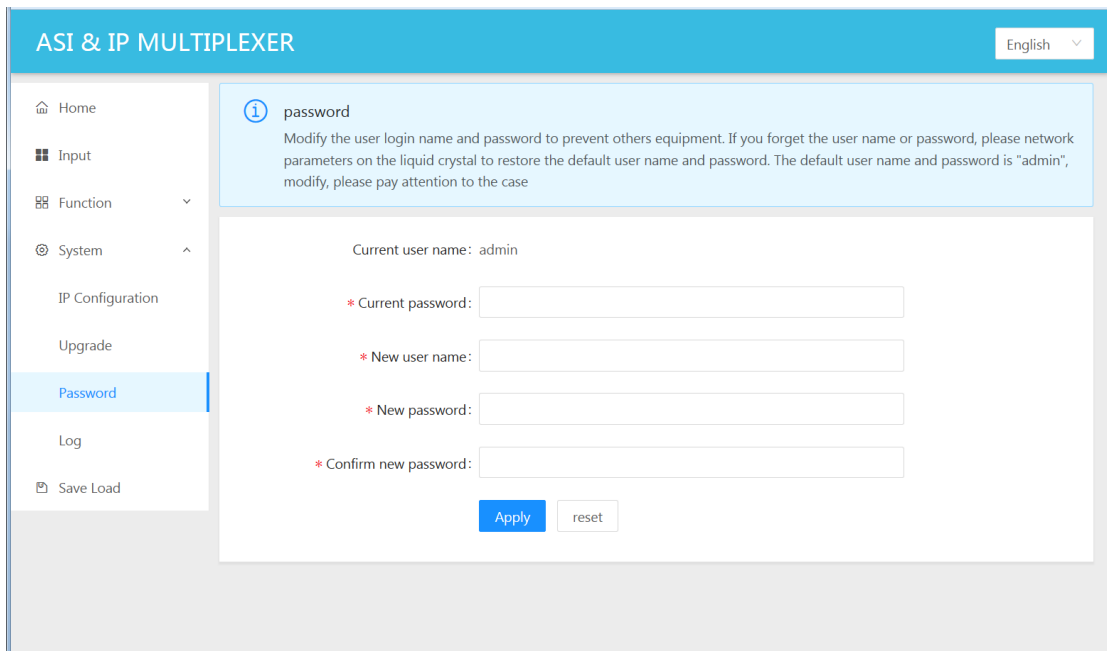 ASI & IP MULTIPLEXER
English
Home
Input
Function
System
IP Configuration
Upgrade
Password
Log
Save Load
password
Modify the user login name and password to prevent others equipment. If you forget the user name or password, please network
parameters on the liquid crystal to restore the default user name and password. The default user name and password is "admin",
modify, please pay attention to the case
Current user name: admin
* Current password:
* New user name:
* New password:
* Confirm new password:
Apply reset